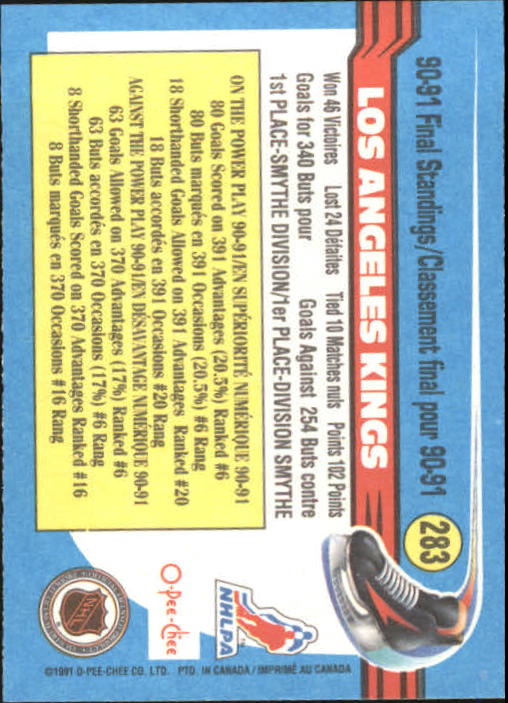 90-91 Final Standings/Classement final pour 90-91
283
LOS ANGELES KINGS
Won 46 Victoires Lost 24 Défaites Tied 10 Matches nuls Points 102 Points
Goals for 340 Buts pour Goals Against 254 Buts contre
1st PLACE-SMYTHE DIVISION/1er PLACE-DIVISION SMYTHE
ON THE POWER PLAY 90-91/EN SUPÉRIORITÉ NUMÉRIQUE 90-91
80 Goals Scored on 391 Advantages (20.5%) Ranked #6
80 Buts marqués en 391 Occasions (20.5%) #6 Rang
18 Shorthanded Goals Allowed on 391 Advantages Ranked #20
18 Buts accordés en 391 Occasions #20 Rang
AGAINST THE POWER PLAY 90-91/EN DÉSAVANTAGE NUMÉRIQUE 90-91
63 Goals Allowed on 370 Advantages (17%) Ranked #6
63 Buts accordés en 370 Occasions (17%) #6 Rang
8 Shorthanded Goals Scored on 370 Advantages Ranked #16
8 Buts marqués en 370 Occasions #16 Rang
NHLPA
TM
O-Pee-Chee
NHL
©1991 O-PEE-CHEE CO. LTD. PTD. IN CANADA / IMPRIMÉ AU CANADA